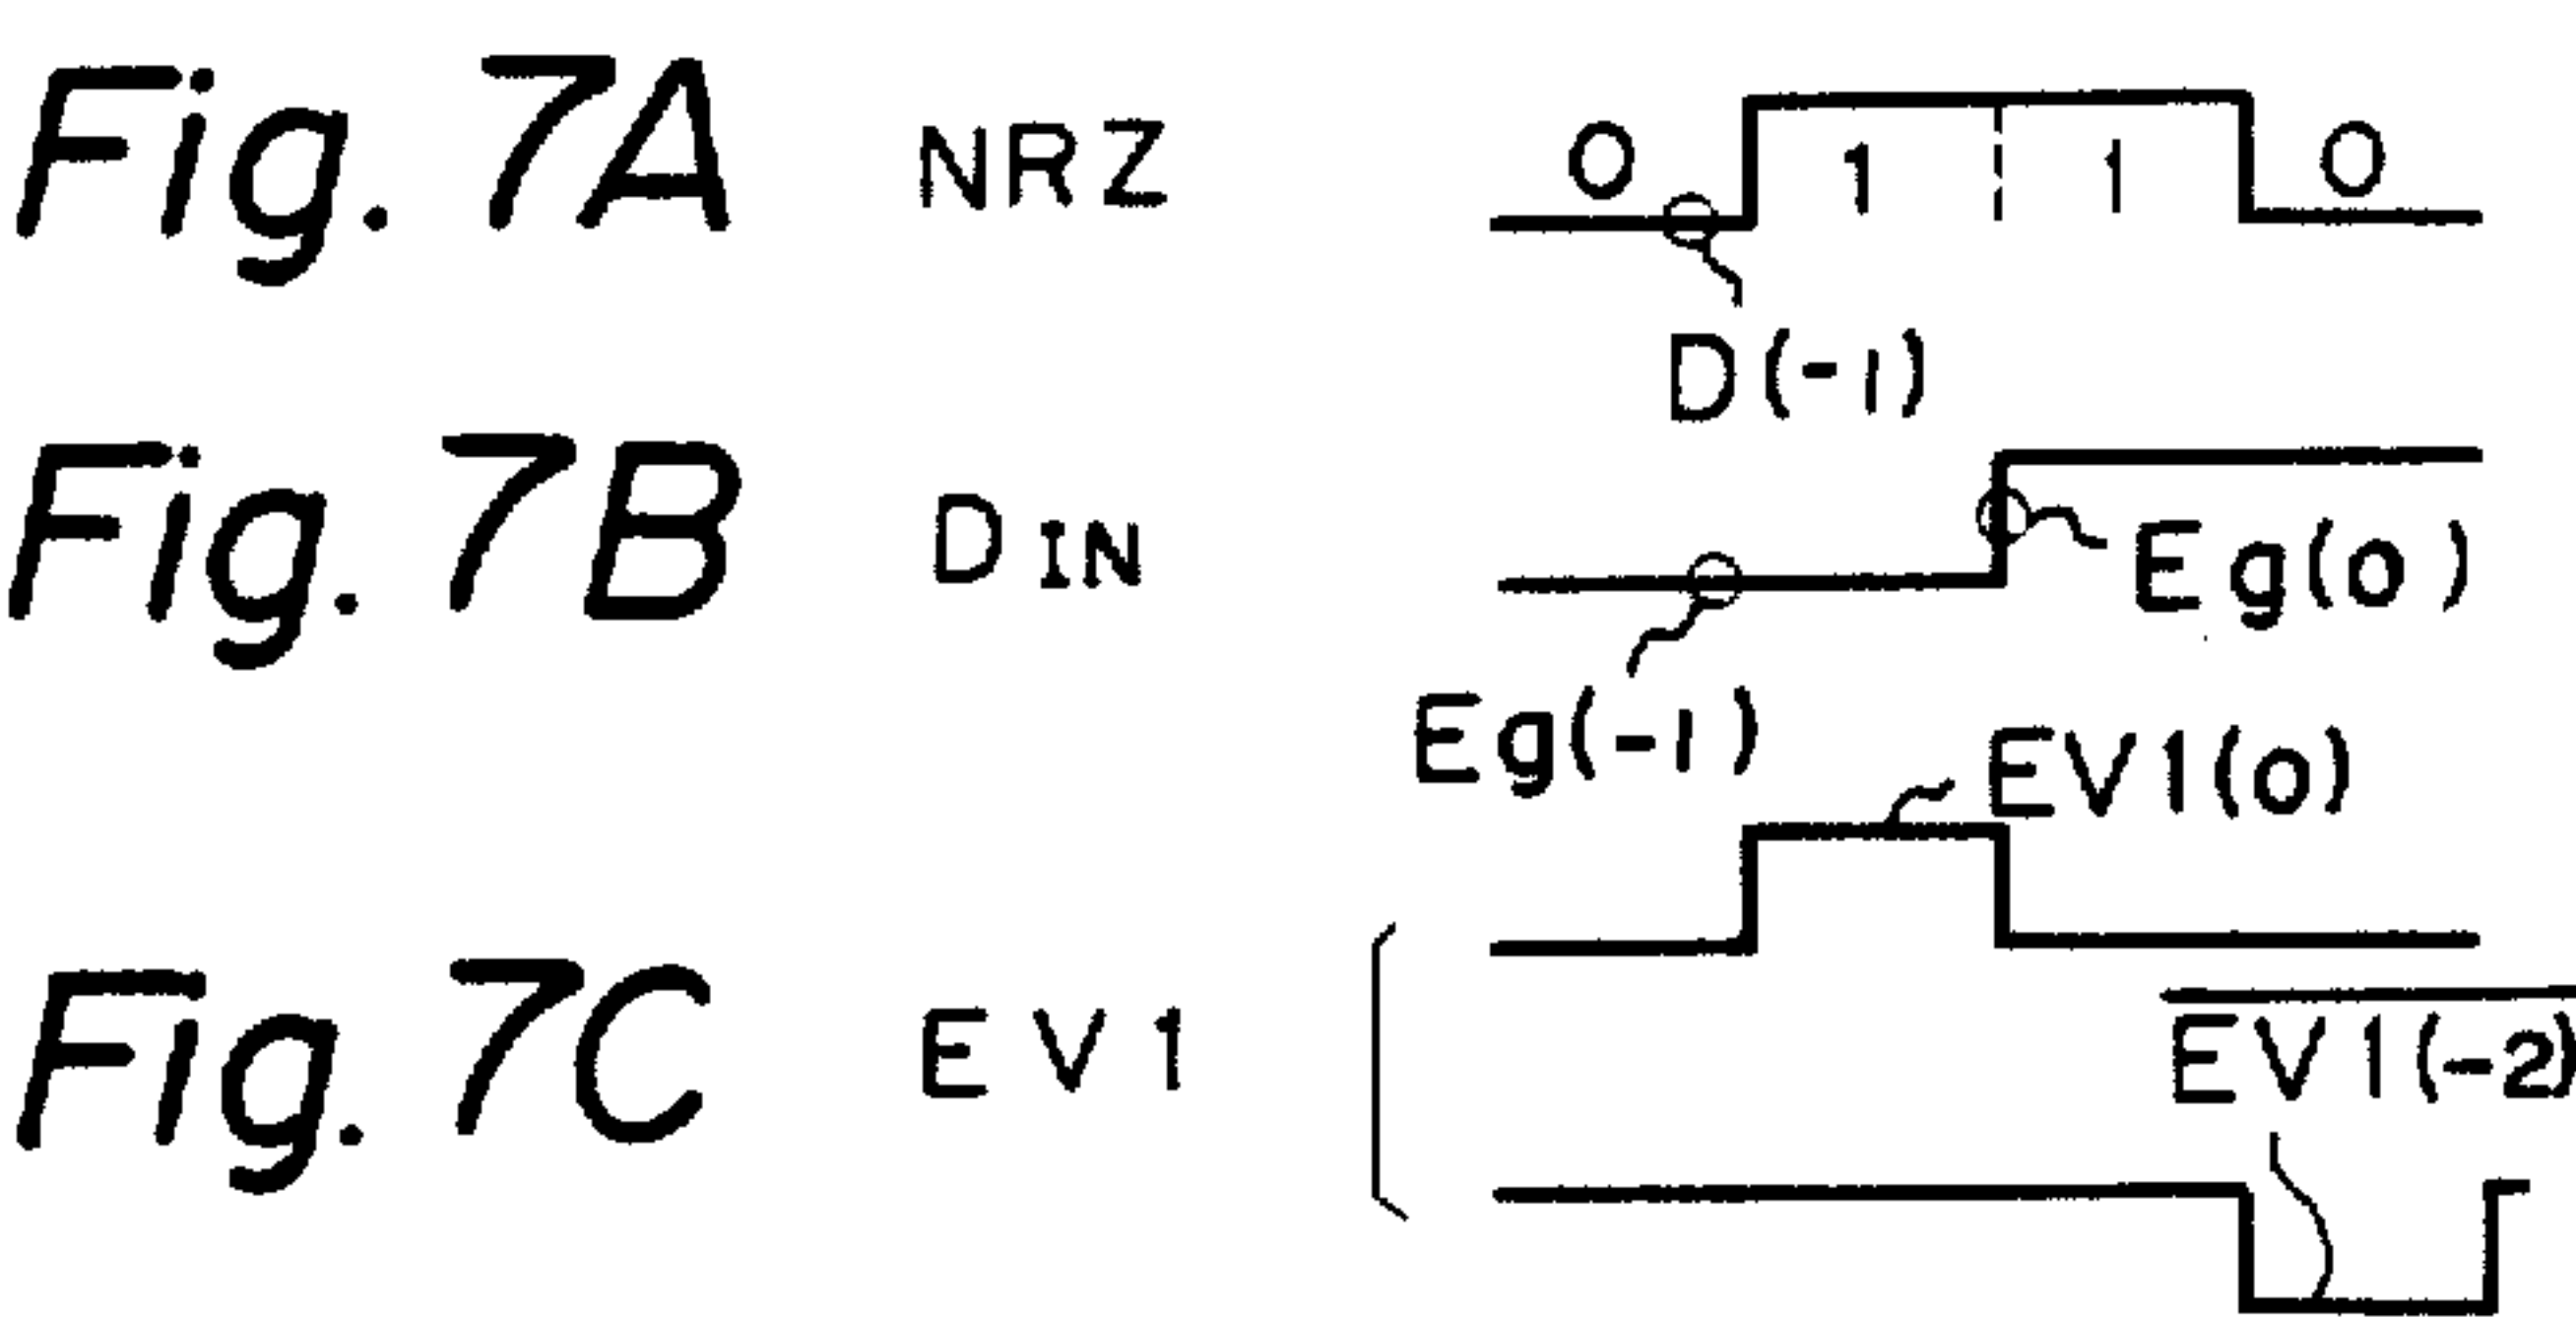 Fig. 7A NRZ 0 1 1 0
D(-1)
Fig. 7B DIN Eg(0)
Eg(-1)
EV1(0)
Fig. 7C EV1 EV1(-2)